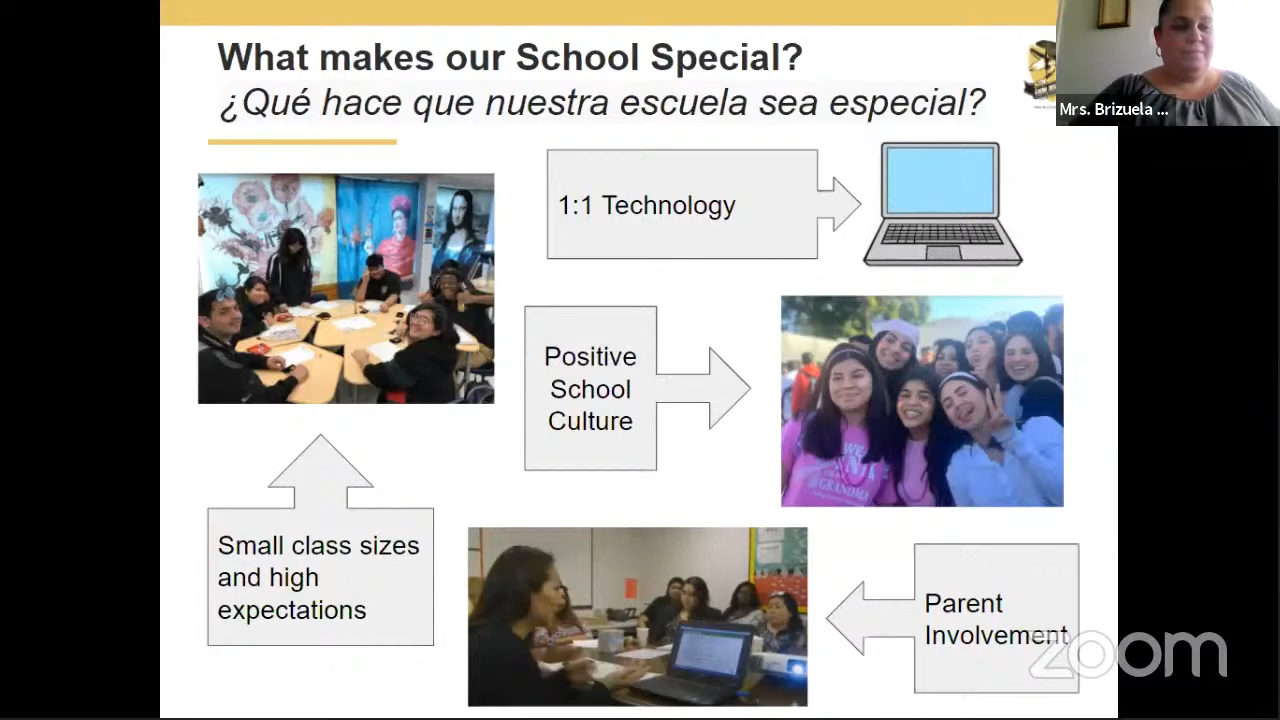 What makes our School Special?
¿Qué hace que nuestra escuela sea especial?
Mrs. Brizuela ...
1:1 Technology
Positive
School
Culture
Small class sizes
and high
expectations
Parent
Involvement
zoom